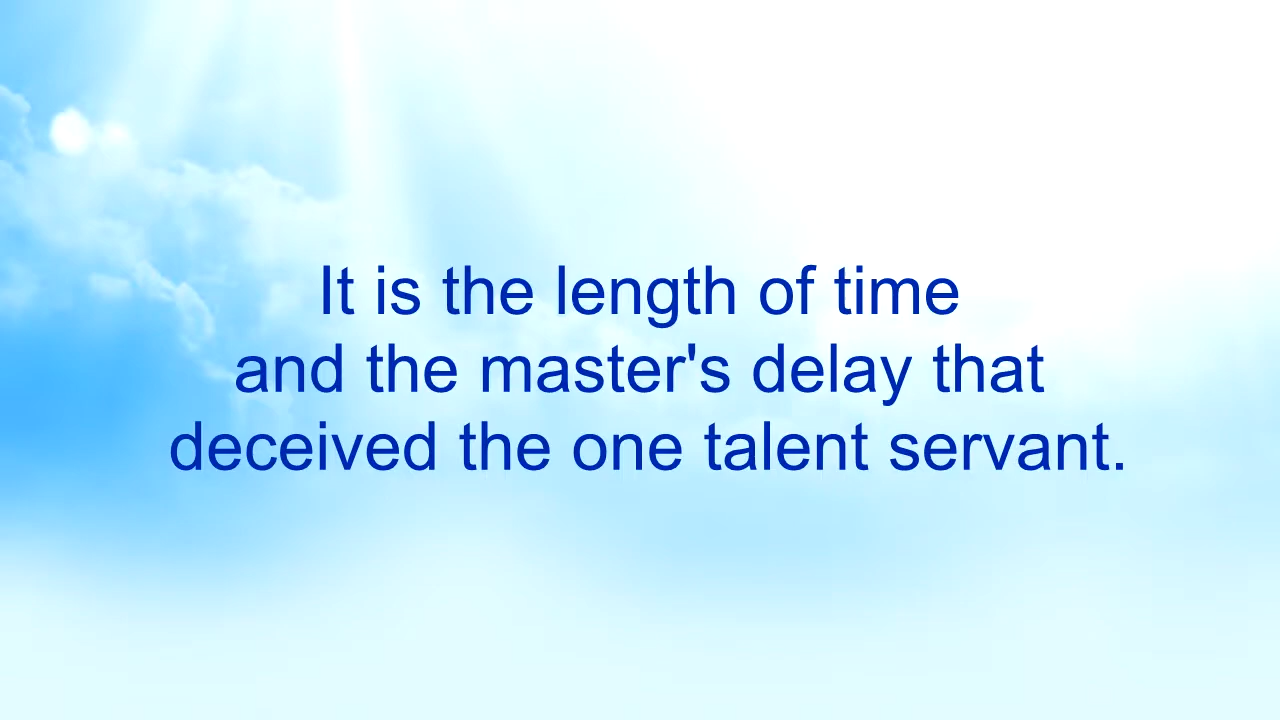 It is the length of time
and the master's delay that
deceived the one talent servant.